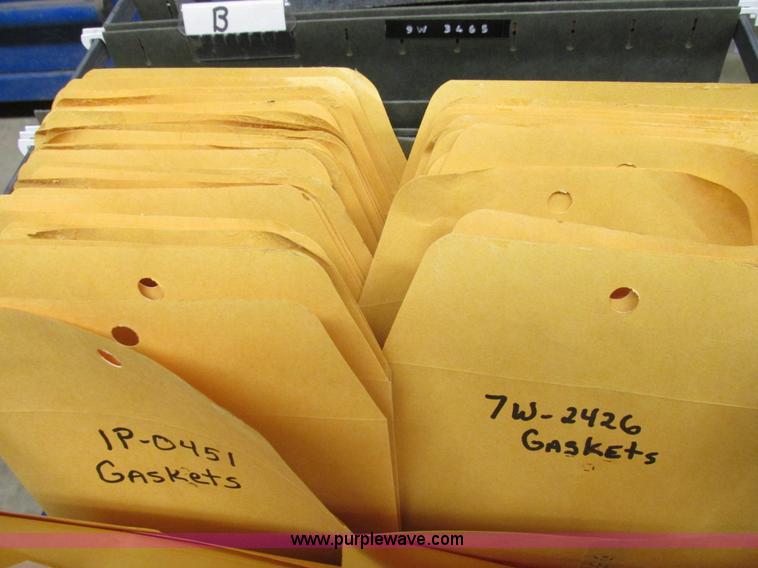 B
9W 3465
1P-0451
Gaskets
7W-2426
Gaskets
www.purplewave.com